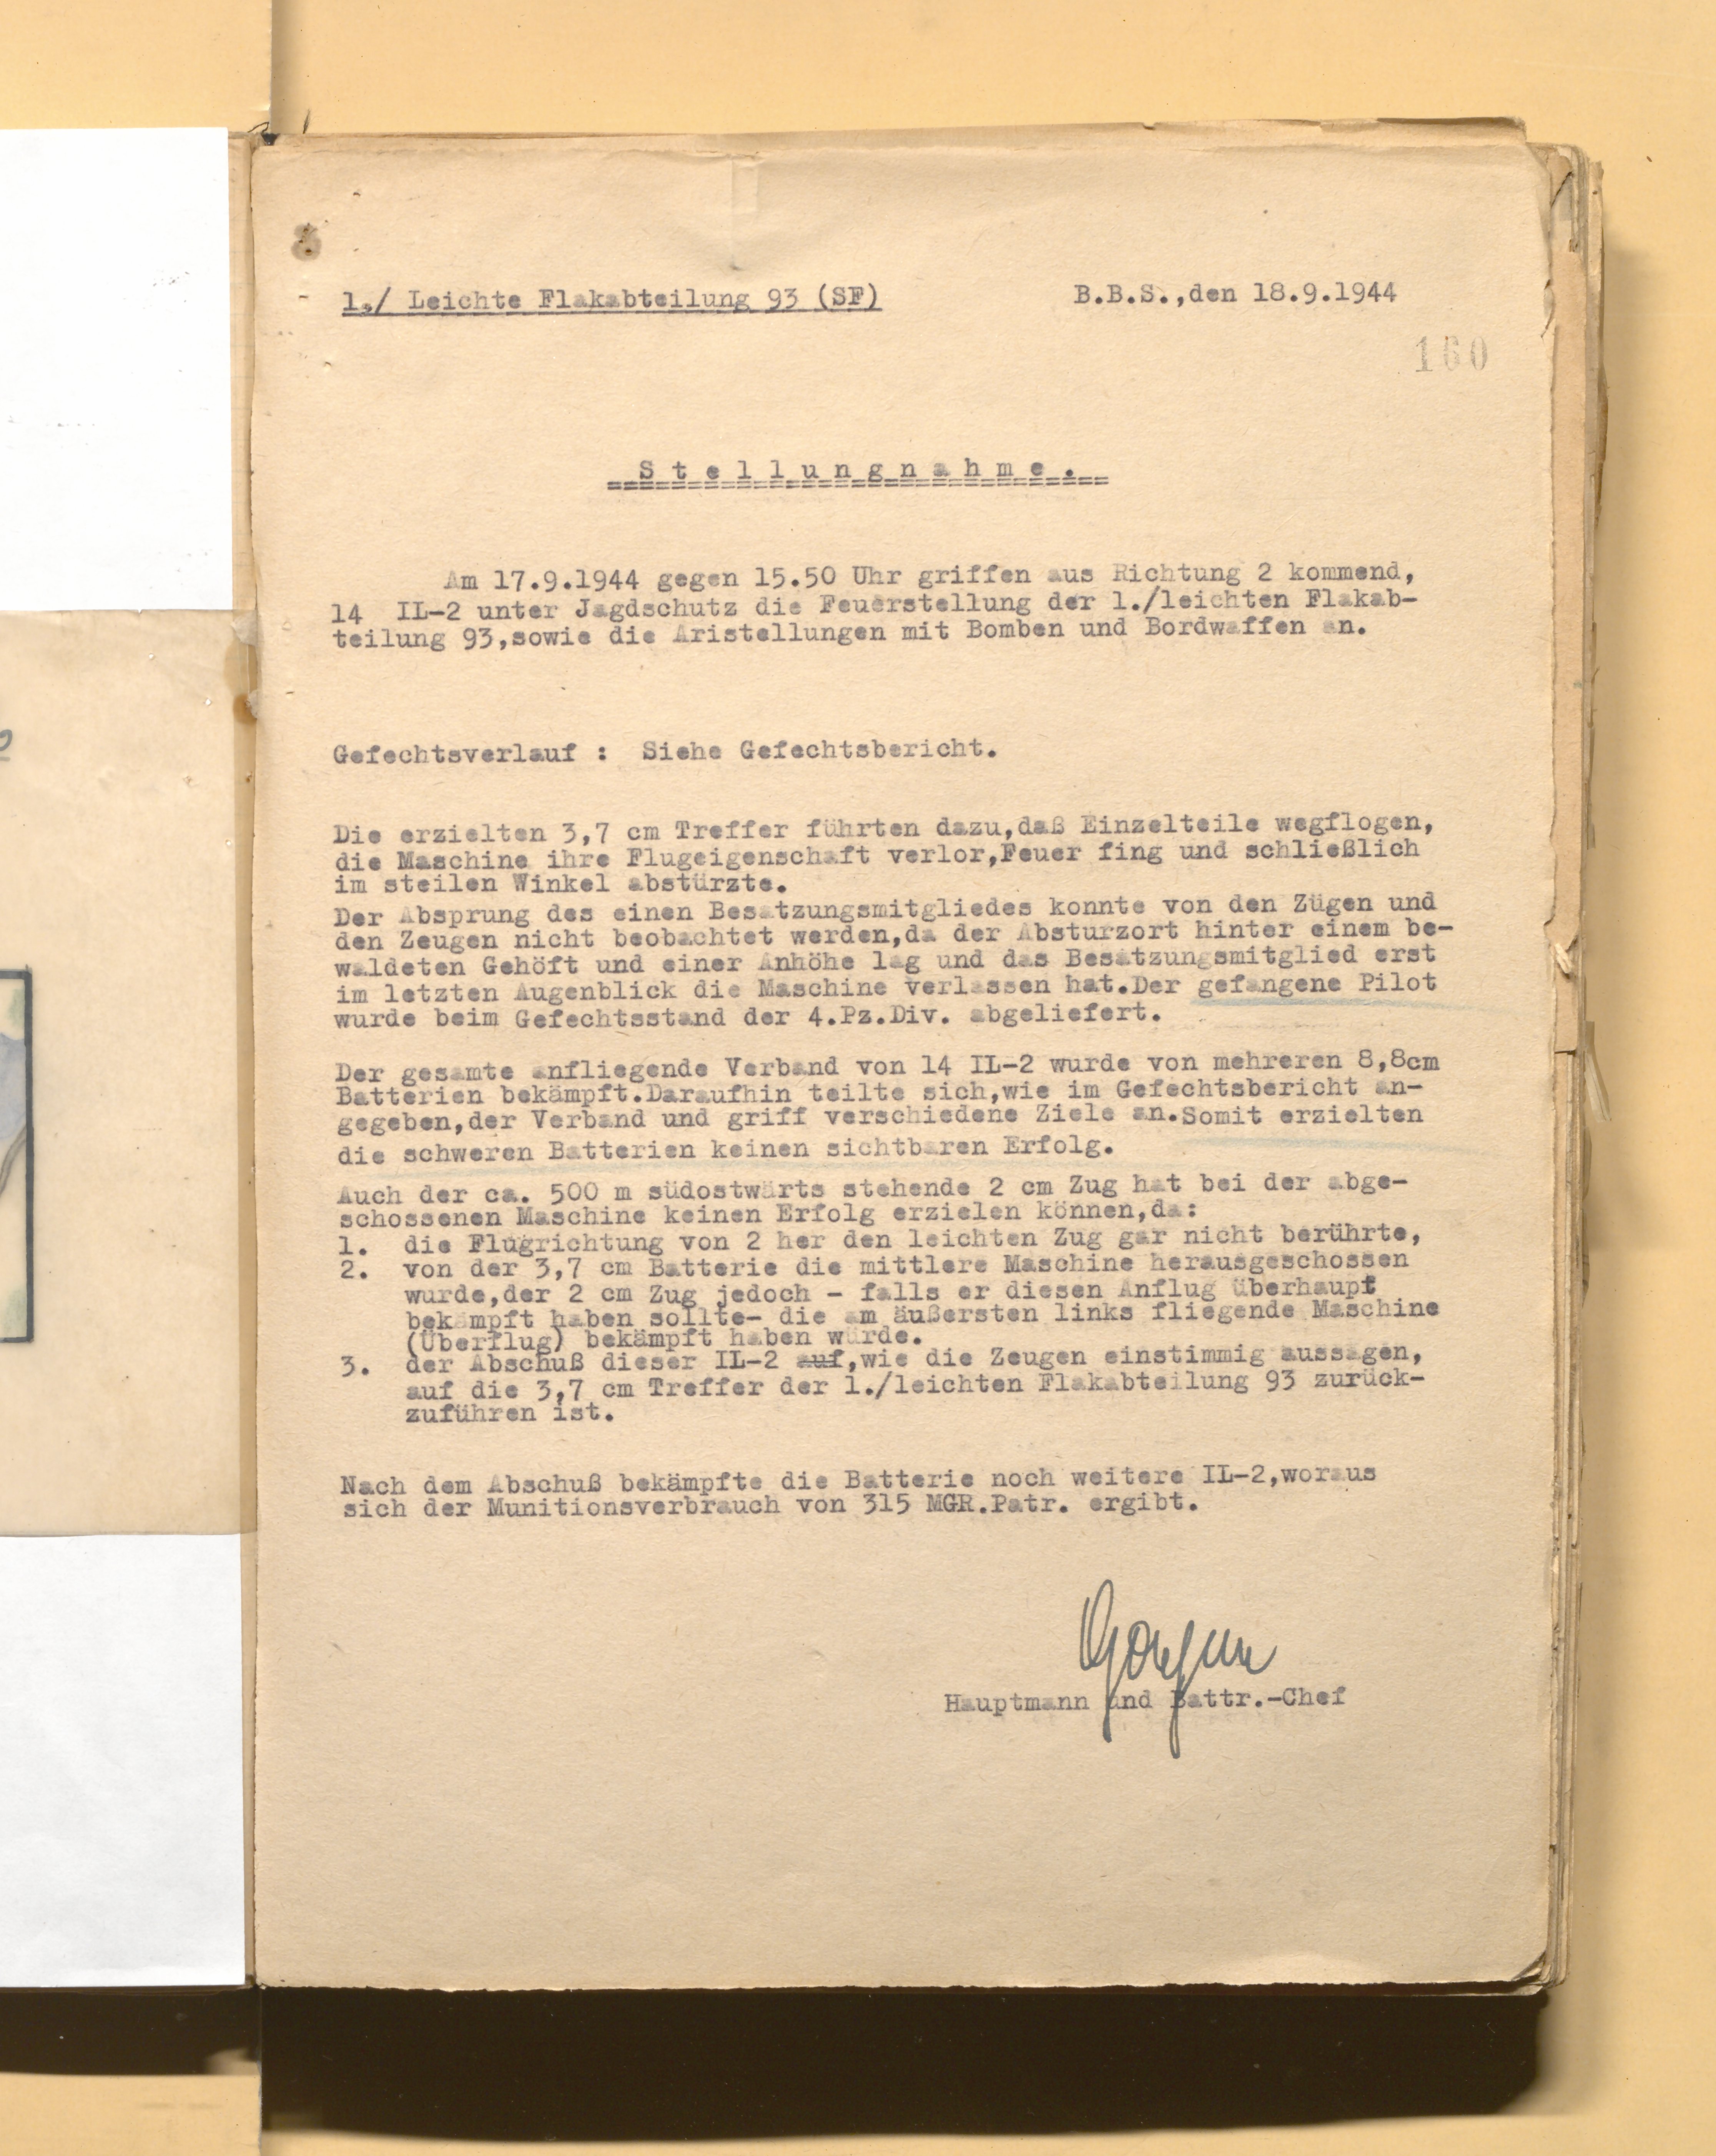 1./ Leichte Flakabteilung 93 (SF)
B.B.S.,den 18.9.1944
160
Stellungnahme.
Am 17.9.1944 gegen 15.50 Uhr griffen aus Richtung 2 kommend,
14 IL-2 unter Jagdschutz die Feuerstellung der 1./leichten Flakab-
teilung 93,sowie die Aristellungen mit Bomben und Bordwaffen an.
Gefechtsverlauf : Siehe Gefechtsbericht.
Die erzielten 3,7 cm Treffer führten dazu,daß Einzelteile wegflogen,
die Maschine ihre Flugeigenschaft verlor,Feuer fing und schließlich
im steilen Winkel abstürzte.
Der Absprung des einen Besatzungsmitgliedes konnte von den Zügen und
den Zeugen nicht beobachtet werden,da der Absturzort hinter einem be-
waldeten Gehöft und einer Anhöhe lag und das Besatzungsmitglied erst
im letzten Augenblick die Maschine verlassen hat.Der gefangene Pilot
wurde beim Gefechtsstand der 4.Pz.Div. abgeliefert.
Der gesamte anfliegende Verband von 14 IL-2 wurde von mehreren 8,8cm
Batterien bekämpft.Daraufhin teilte sich,wie im Gefechtsbericht an-
gegeben,der Verband und griff verschiedene Ziele an.Somit erzielten
die schweren Batterien keinen sichtbaren Erfolg.
Auch der ca. 500 m südostwärts stehende 2 cm Zug hat bei der abge-
schossenen Maschine keinen Erfolg erzielen können,da:
1. die Flugrichtung von 2 her den leichten Zug gar nicht berührte,
2. von der 3,7 cm Batterie die mittlere Maschine herausgeschossen
wurde,der 2 cm Zug jedoch - falls er diesen Anflug überhaupt
bekämpft haben sollte- die am äußersten links fliegende Maschine
(Überflug) bekämpft haben würde.
3. der Abschuß dieser IL-2 auf,wie die Zeugen einstimmig aussagen,
auf die 3,7 cm Treffer der 1./leichten Flakabteilung 93 zurück-
zuführen ist.
Nach dem Abschuß bekämpfte die Batterie noch weitere IL-2,woraus
sich der Munitionsverbrauch von 315 MGR.Patr. ergibt.
Hauptmann und Battr.-Chef